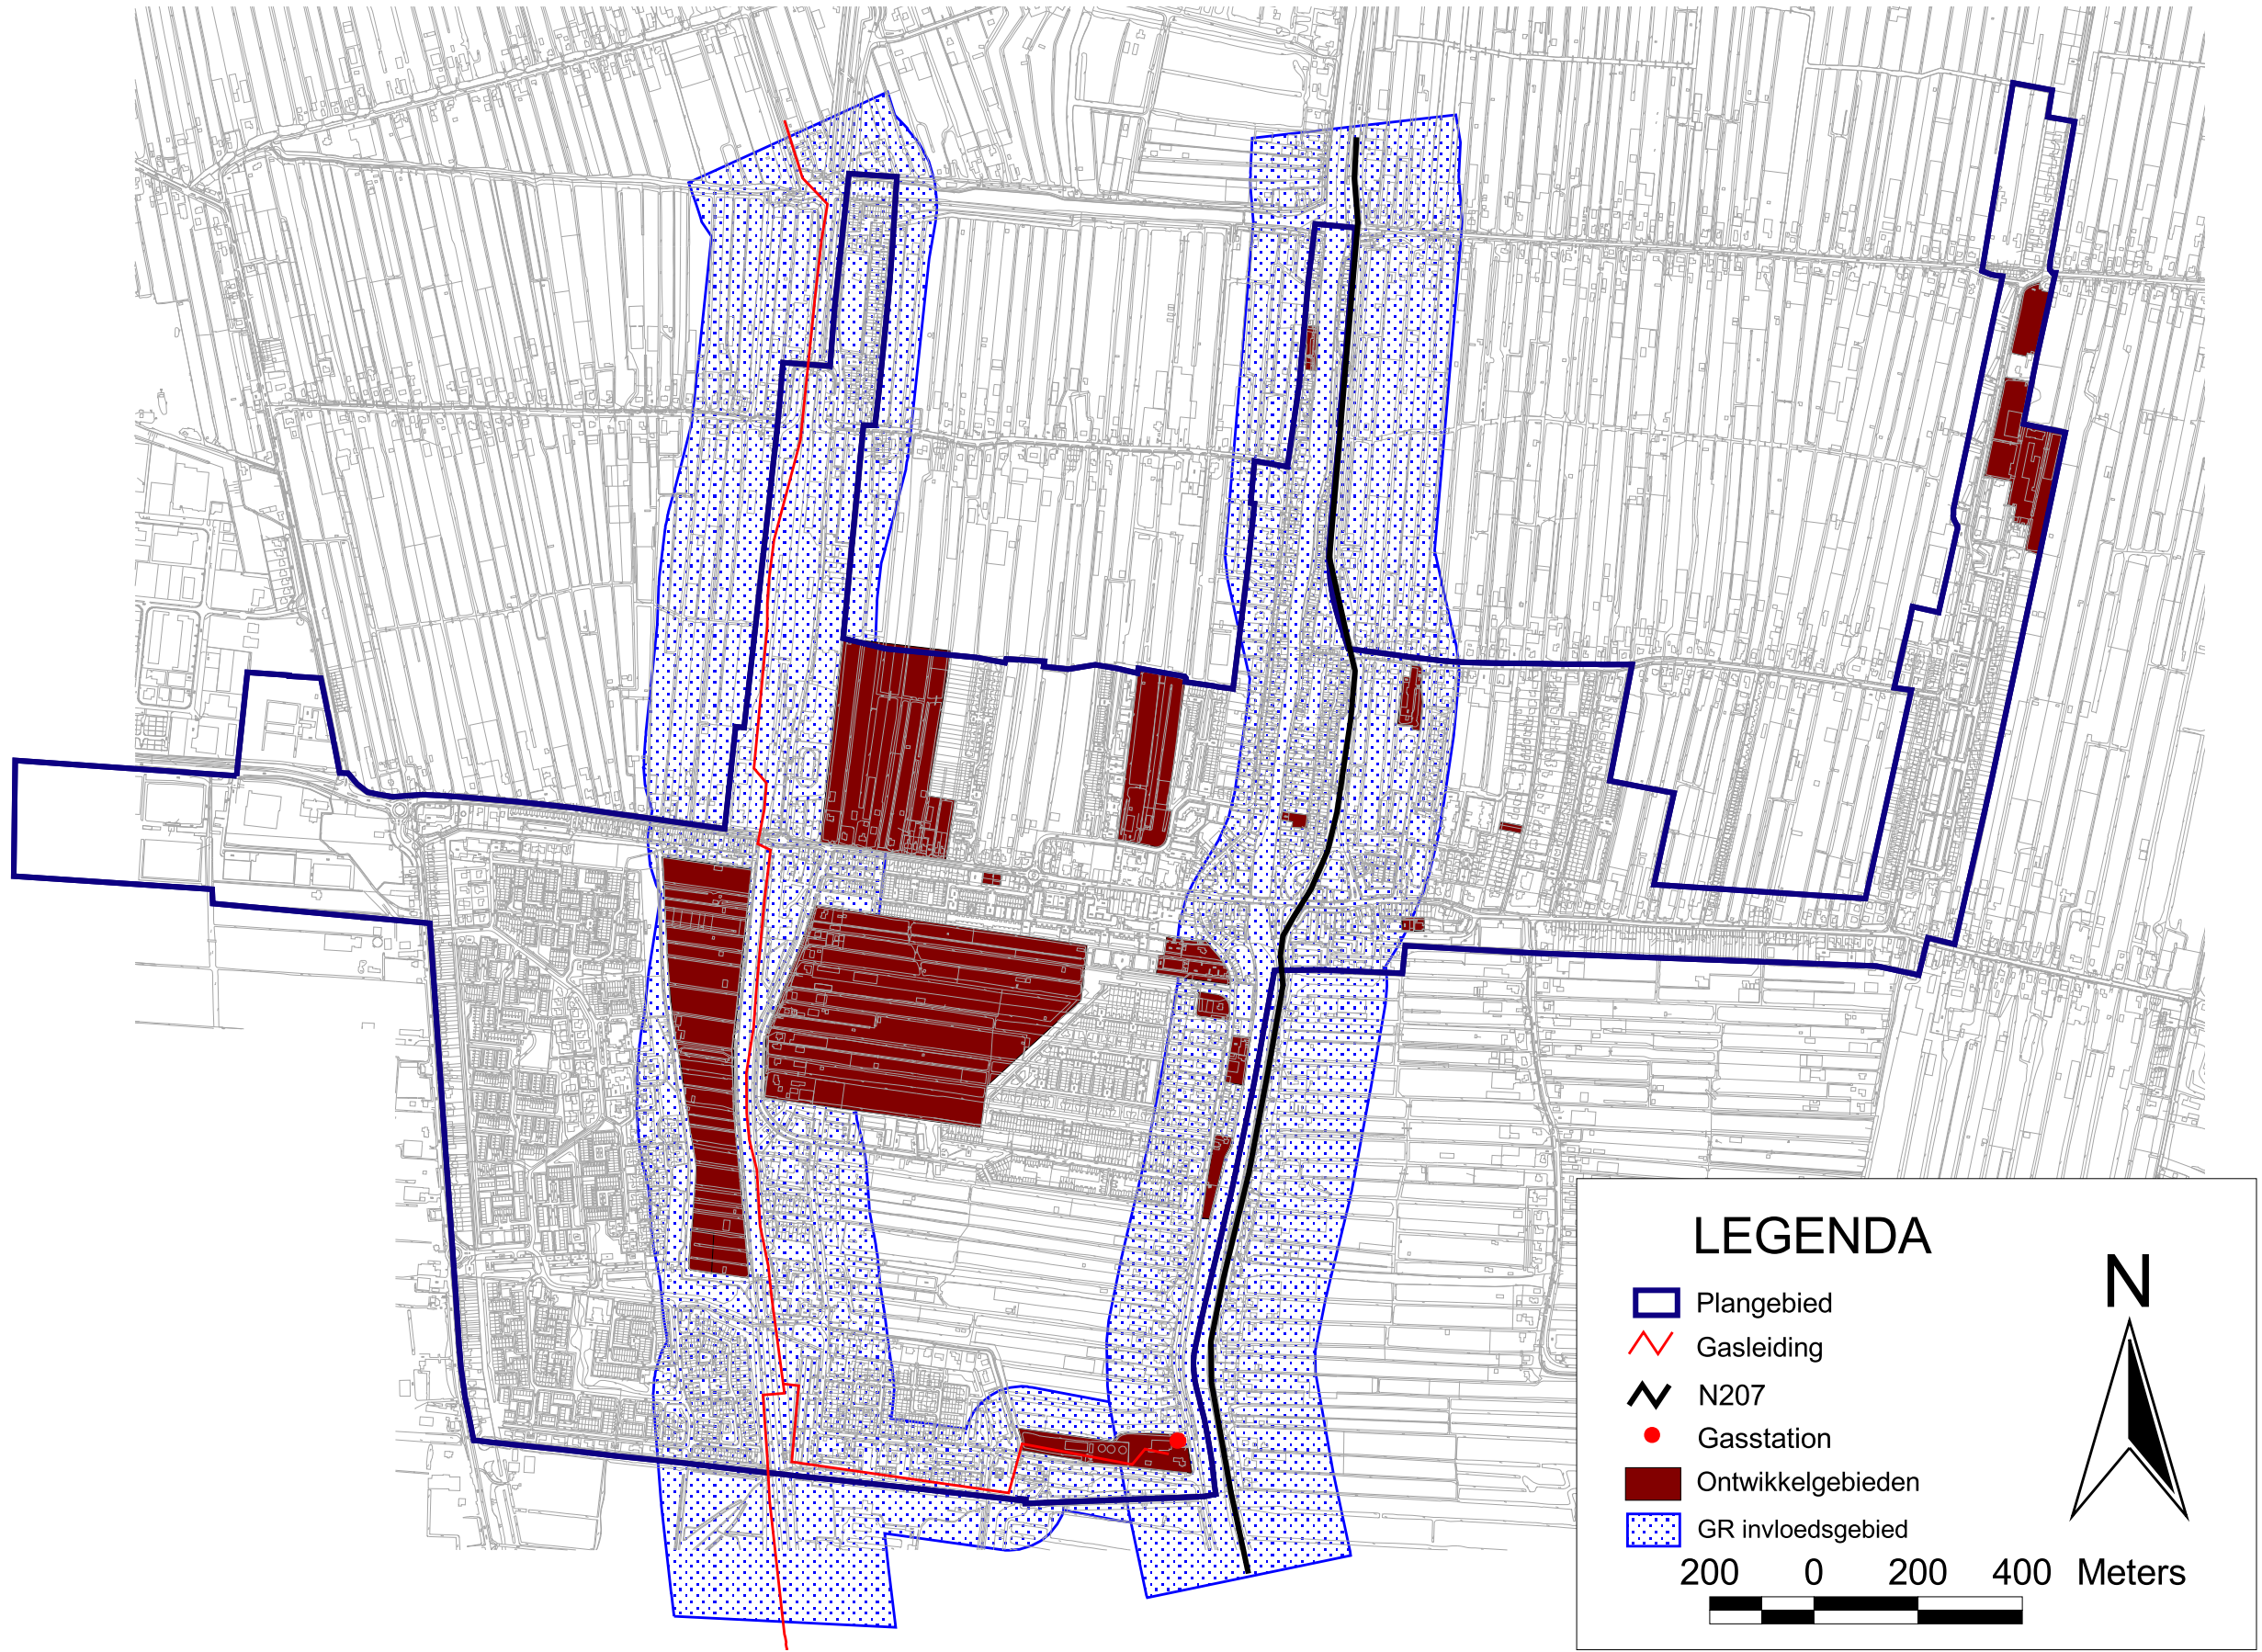 LEGENDA
N
Plangebied
Gasleiding
N207
Gasstation
Ontwikkelgebieden
GR invloedsgebied
200 0 200 400 Meters